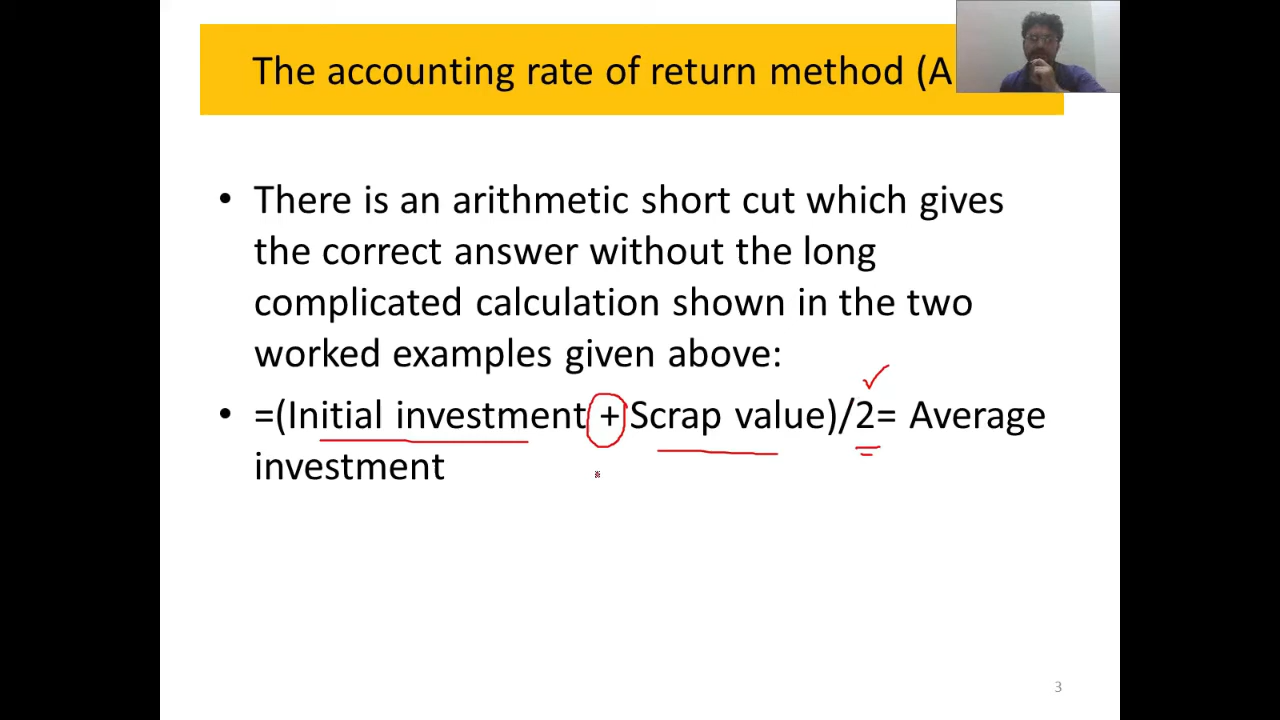 The accounting rate of return method (A
• There is an arithmetic short cut which gives
the correct answer without the long
complicated calculation shown in the two
worked examples given above:
• =(Initial investment + Scrap value)/2= Average
investment
3